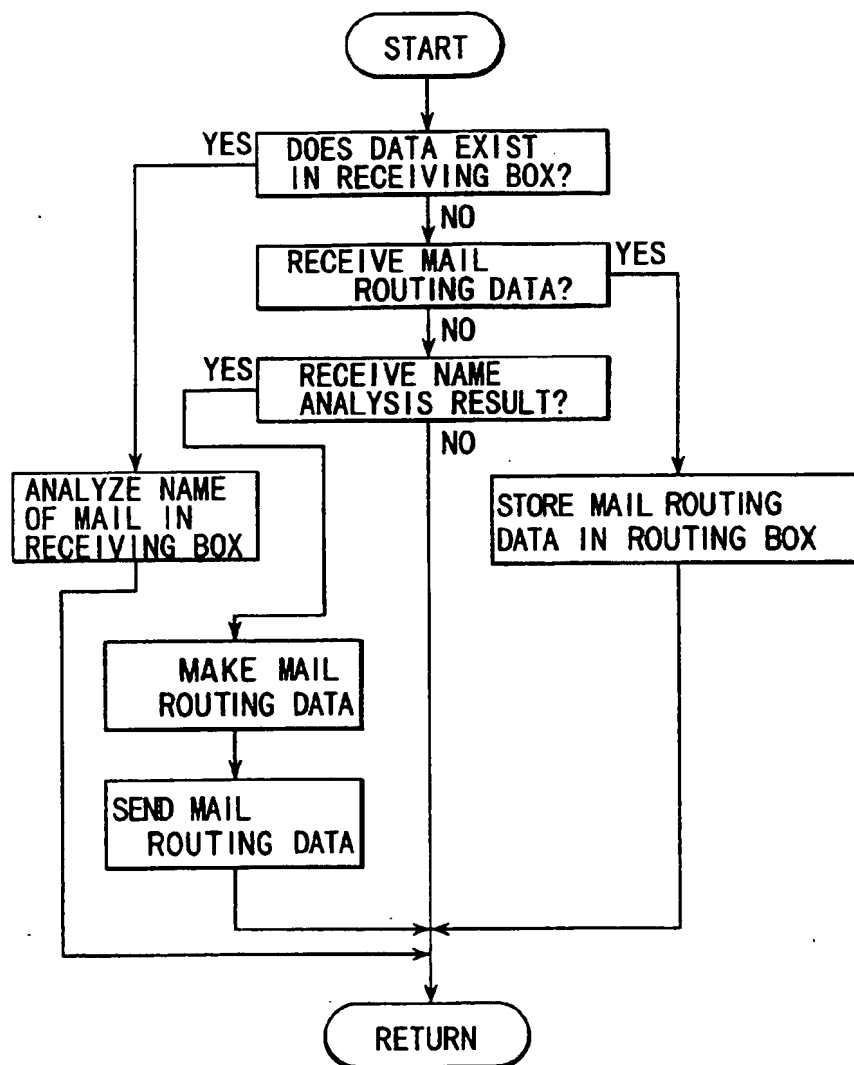 START
YES
DOES DATA EXIST
IN RECEIVING BOX?
NO
RECEIVE MAIL
ROUTING DATA?
YES
NO
YES
RECEIVE NAME
ANALYSIS RESULT?
NO
ANALYZE NAME
OF MAIL IN
RECEIVING BOX
STORE MAIL ROUTING
DATA IN ROUTING BOX
MAKE MAIL
ROUTING DATA
SEND MAIL
ROUTING DATA
RETURN